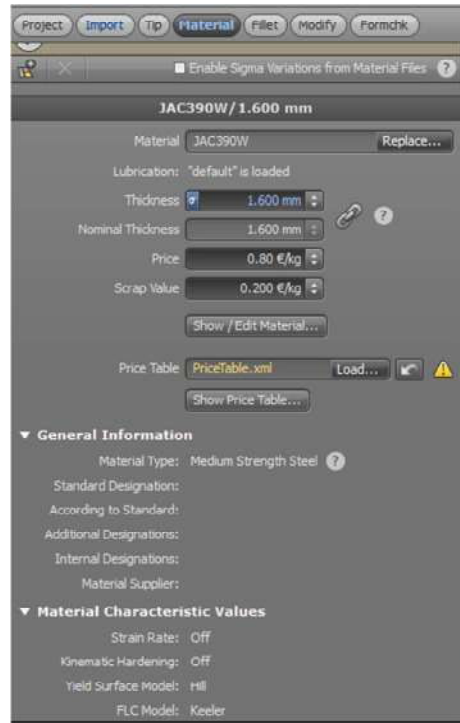 Project Import Tip Material Fillet Modify Formchk
Enable Sigma Variations from Material Files ?
JAC390W/1.600 mm
Material JAC390W Replace...
Lubrication: "default" is loaded
Thickness σ 1.600 mm
?
Nominal Thickness 1.600 mm
Price 0.80 €/kg
Scrap Value 0.200 €/kg
Show / Edit Material...
Price Table PriceTable.xml Load...
Show Price Table...
General Information
Material Type: Medium Strength Steel ?
Standard Designation:
According to Standard:
Additional Designations:
Internal Designations:
Material Supplier:
Material Characteristic Values
Strain Rate: Off
Kinematic Hardening: Off
Yield Surface Model: Hill
FLC Model: Keeler